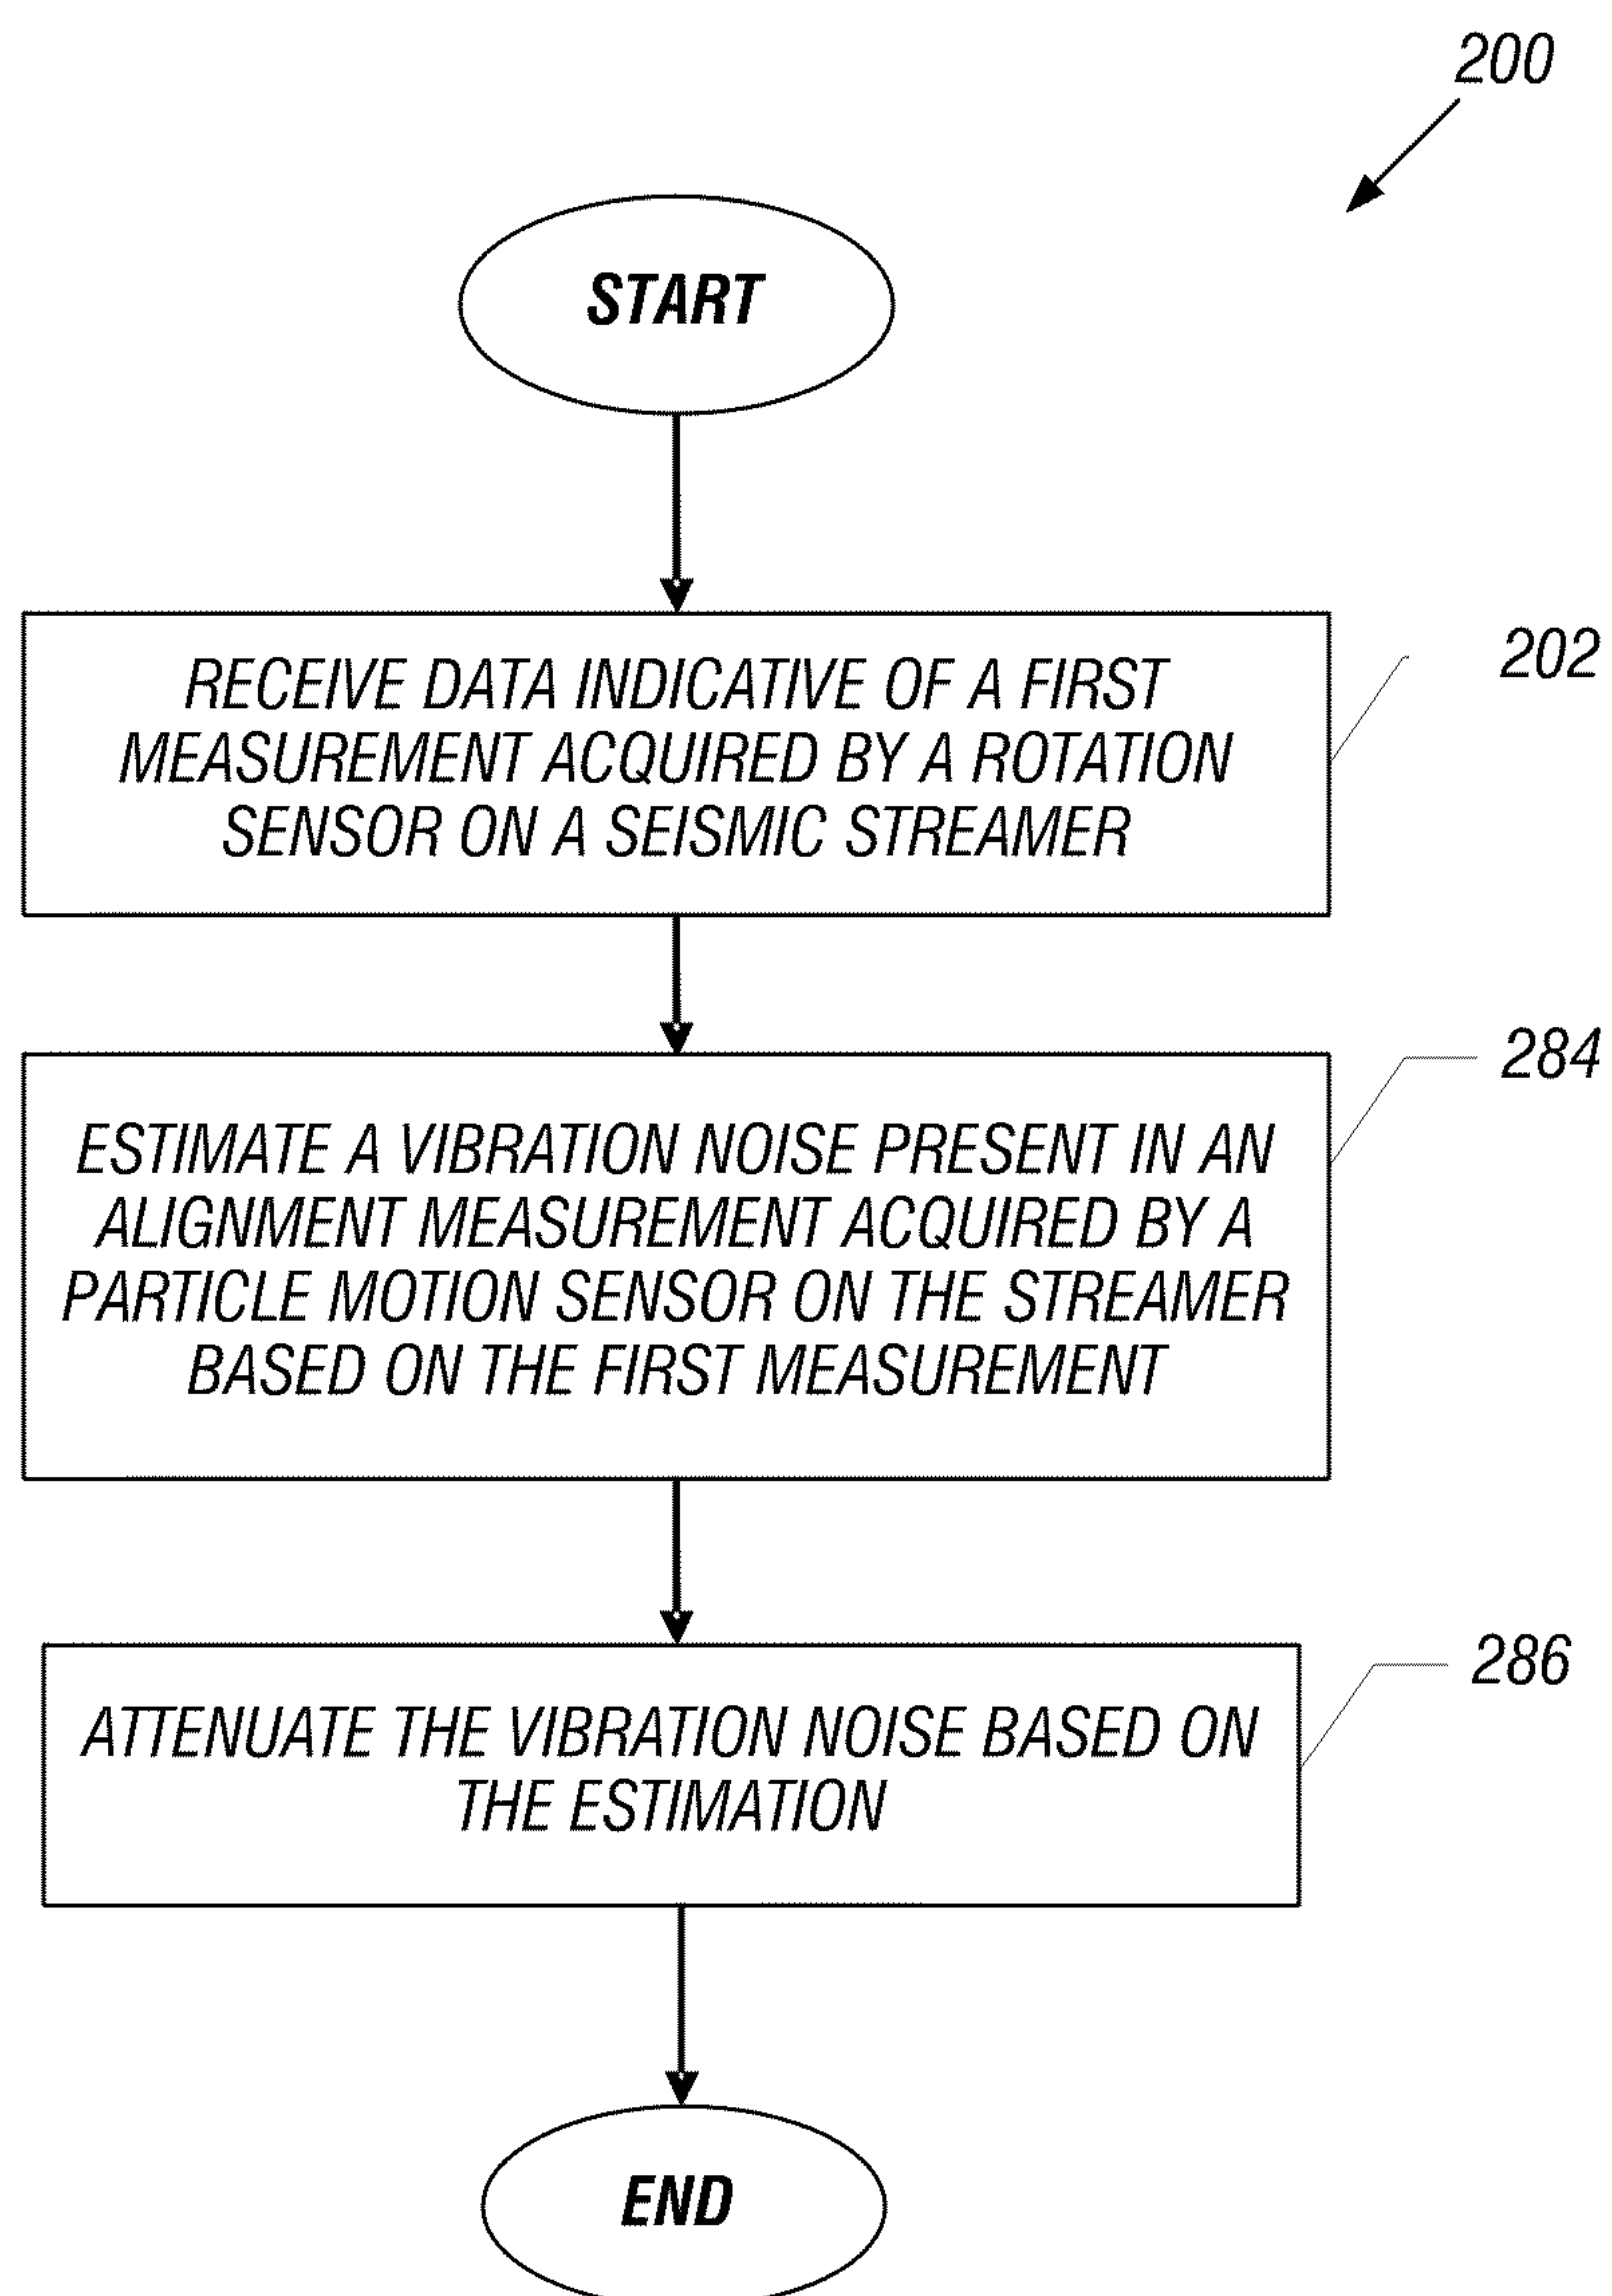 200
START
RECEIVE DATA INDICATIVE OF A FIRST
MEASUREMENT ACQUIRED BY A ROTATION
SENSOR ON A SEISMIC STREAMER
202
ESTIMATE A VIBRATION NOISE PRESENT IN AN
ALIGNMENT MEASUREMENT ACQUIRED BY A
PARTICLE MOTION SENSOR ON THE STREAMER
BASED ON THE FIRST MEASUREMENT
284
ATTENUATE THE VIBRATION NOISE BASED ON
THE ESTIMATION
286
END